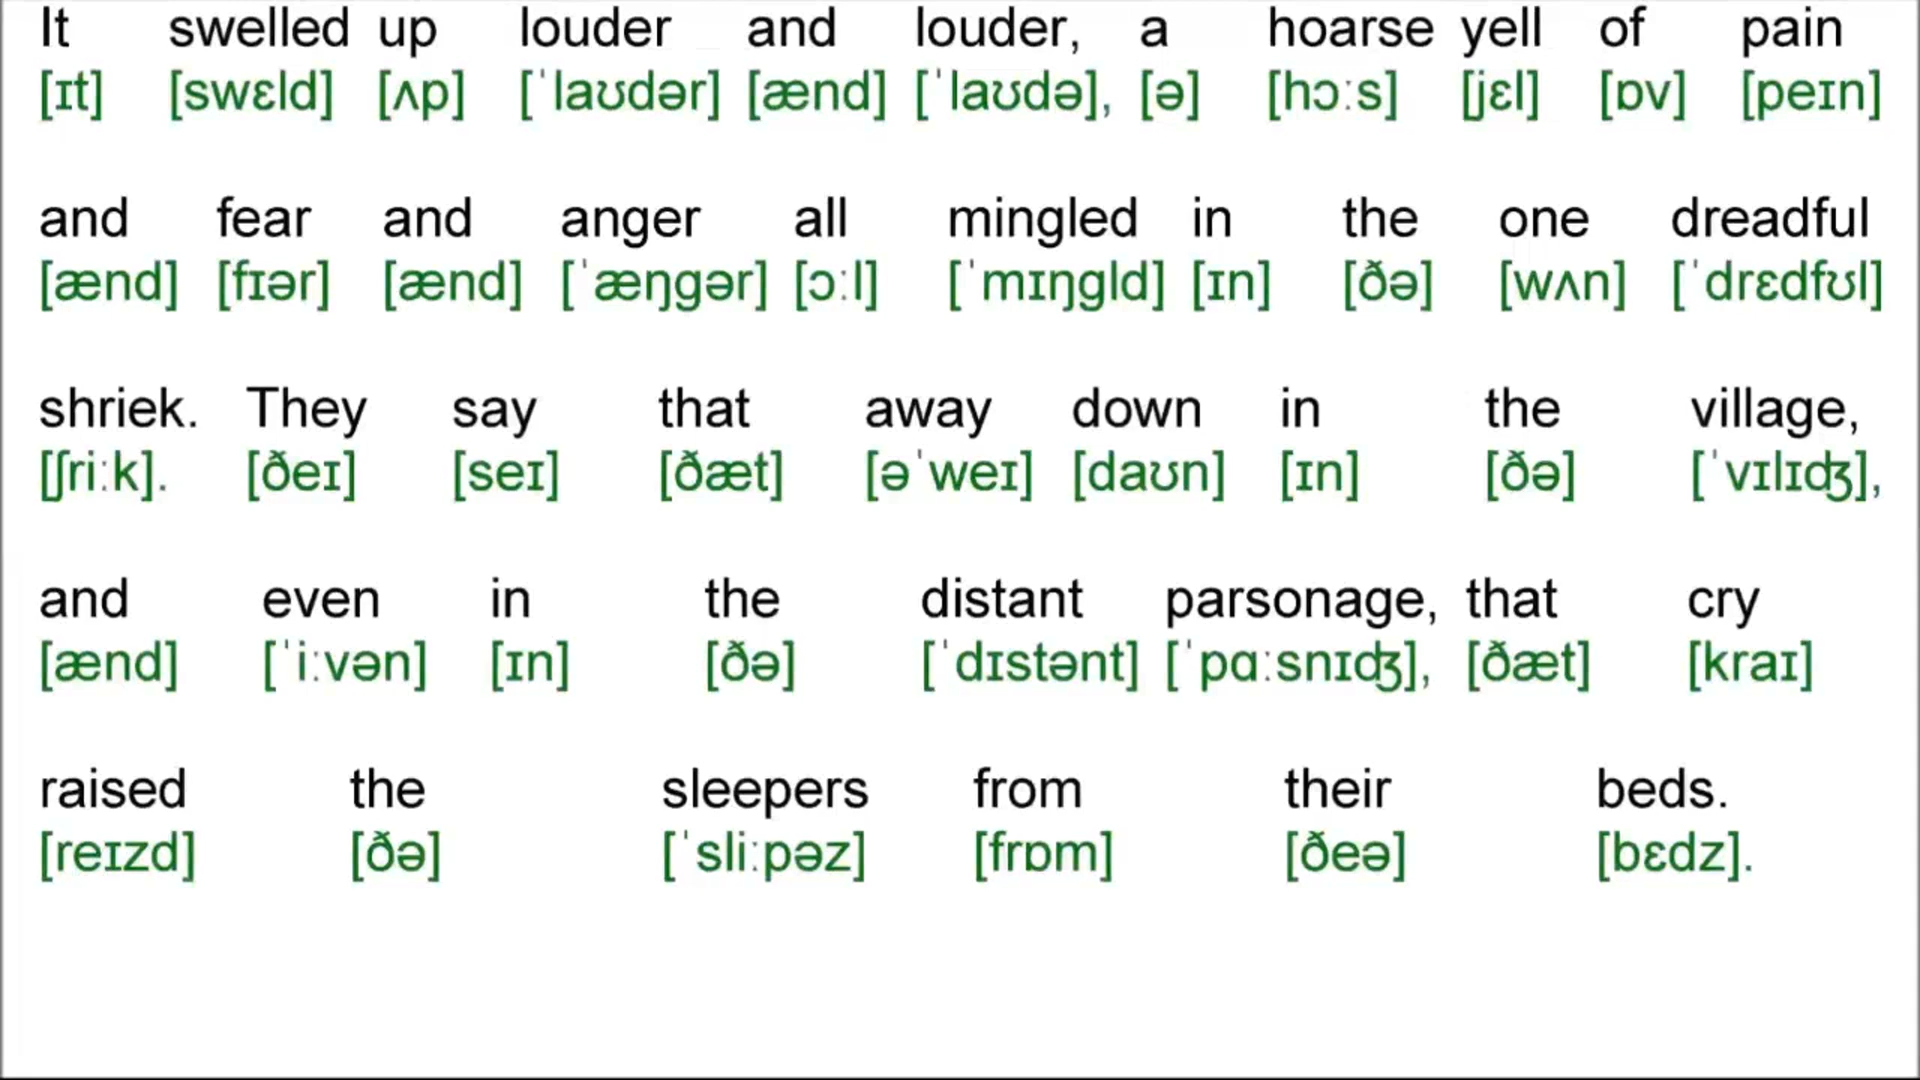 It swelled up louder and louder, a hoarse yell of pain
[ɪt] [swɛld] [ʌp] [ˈlaʊdər] [ænd] [ˈlaʊdə], [ə] [hɔːs] [jɛl] [ɒv] [peɪn]
and fear and anger all mingled in the one dreadful
[ænd] [fɪər] [ænd] [ˈæŋgər] [ɔːl] [ˈmɪŋgld] [ɪn] [ðə] [wʌn] [ˈdrɛdfʊl]
shriek. They say that away down in the village,
[ʃriːk]. [ðeɪ] [seɪ] [ðæt] [əˈweɪ] [daʊn] [ɪn] [ðə] [ˈvɪlɪʤ],
and even in the distant parsonage, that cry
[ænd] [ˈiːvən] [ɪn] [ðə] [ˈdɪstənt] [ˈpɑːsnɪʤ], [ðæt] [kraɪ]
raised the sleepers from their beds.
[reɪzd] [ðə] [ˈsliːpəz] [frɒm] [ðeə] [bɛdz].